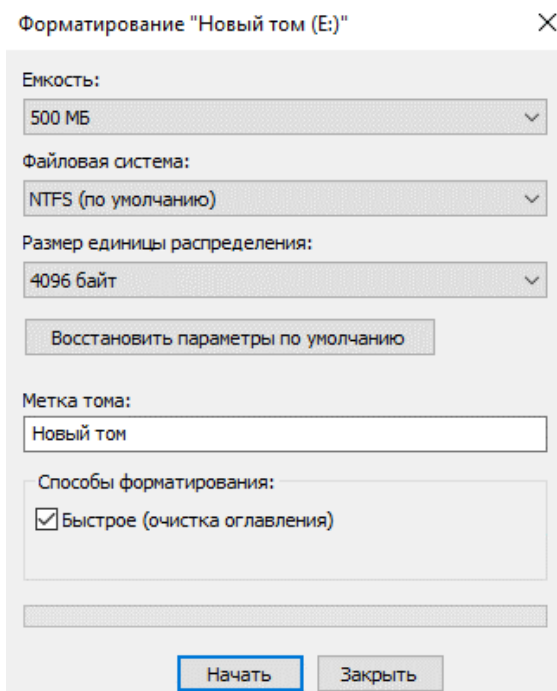 Форматирование "Новый том (E:)"
Емкость:
500 МБ
Файловая система:
NTFS (по умолчанию)
Размер единицы распределения:
4096 байт
Восстановить параметры по умолчанию
Метка тома:
Новый том
Способы форматирования:
Быстрое (очистка оглавления)
Начать Закрыть